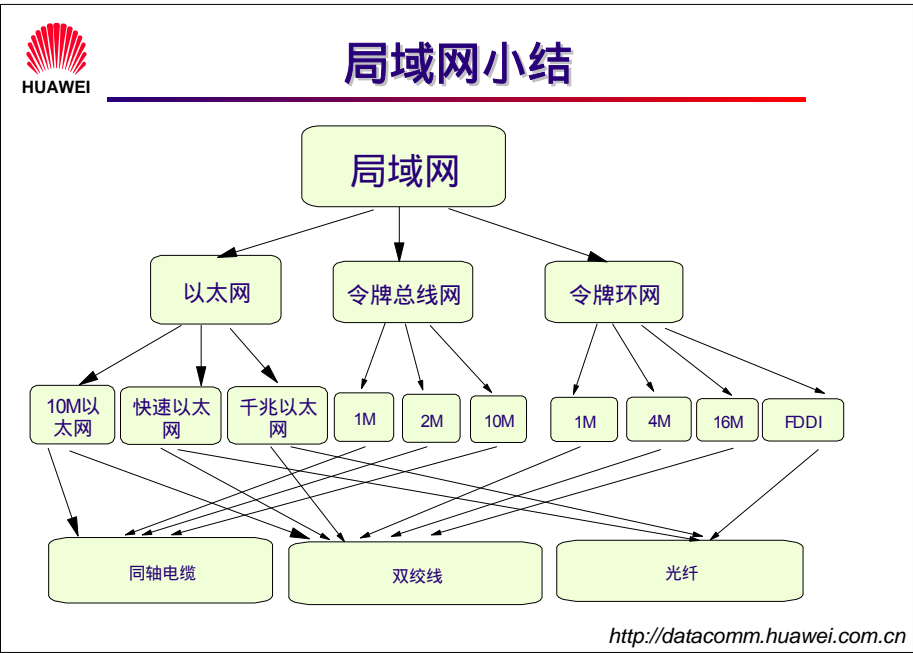 HUAWEI
局域网小结
局域网
以太网
令牌总线网
令牌环网
10M以
太网
快速以太
网
千兆以太
网
1M
2M
10M
1M
4M
16M
FDDI
同轴电缆
双绞线
光纤
http://datacomm.huawei.com.cn